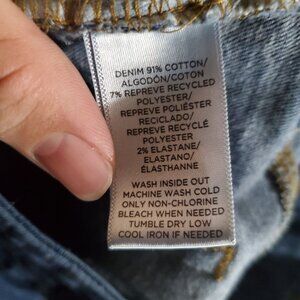 DENIM 91% COTTON/
ALGODÓN/COTON
7% REPREVE RECYCLED
POLYESTER/
REPREVE POLIÉSTER
RECICLADO/
REPREVE RECYCLÉ
POLYESTER
2% ELASTANE/
ELASTANO/
ÉLASTHANNE
WASH INSIDE OUT
MACHINE WASH COLD
ONLY NON-CHLORINE
BLEACH WHEN NEEDED
TUMBLE DRY LOW
COOL IRON IF NEEDED